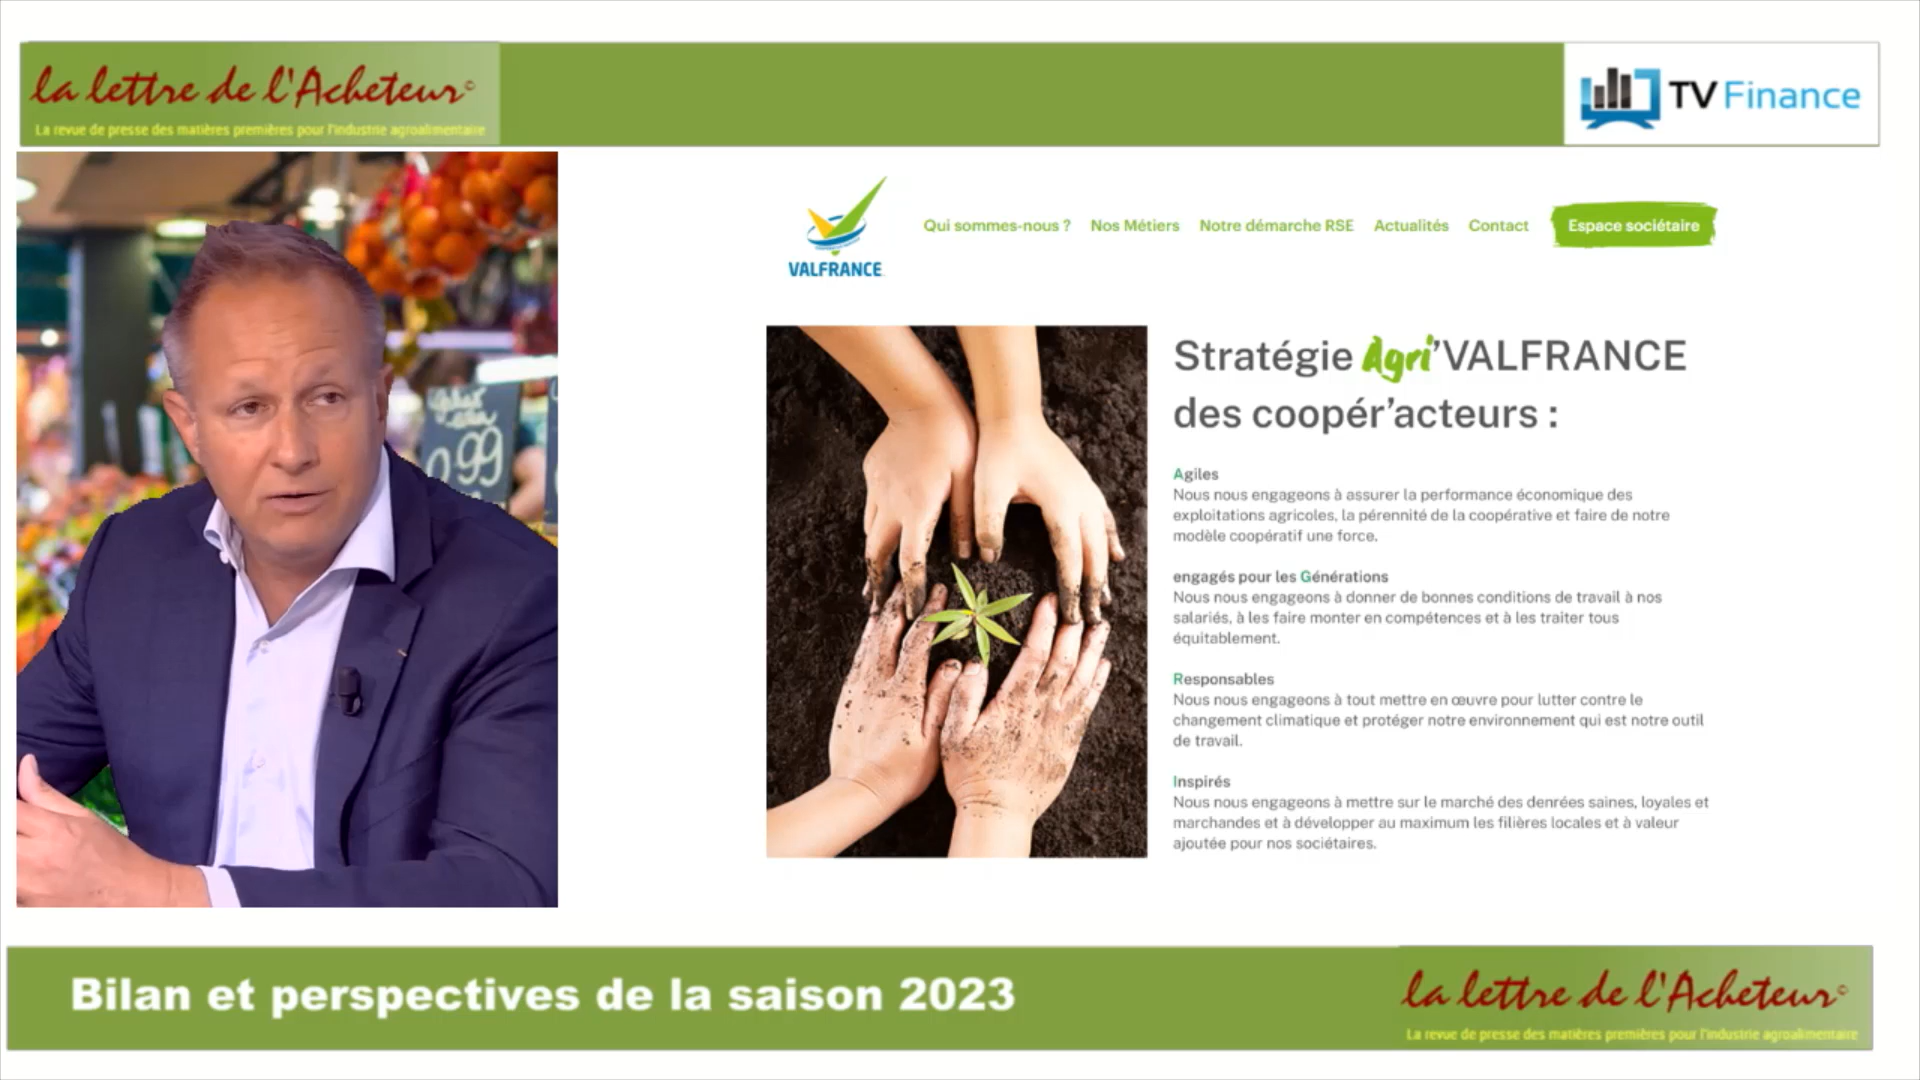 la lettre de l'Acheteur©
La revue de presse des matières premières pour l'industrie agroalimentaire
TV Finance
VALFRANCE
Qui sommes-nous ?
Nos Métiers
Notre démarche RSE
Actualités
Contact
Espace sociétaire
0,99
Stratégie Agri'VALFRANCE
des coopér'acteurs :
Agiles
Nous nous engageons à assurer la performance économique des
exploitations agricoles, la pérennité de la coopérative et faire de notre
modèle coopératif une force.
engagés pour les Générations
Nous nous engageons à donner de bonnes conditions de travail à nos
salariés, à les faire monter en compétences et à les traiter tous
équitablement.
Responsables
Nous nous engageons à tout mettre en œuvre pour lutter contre le
changement climatique et protéger notre environnement qui est notre outil
de travail.
Inspirés
Nous nous engageons à mettre sur le marché des denrées saines, loyales et
marchandes et à développer au maximum les filières locales et à valeur
ajoutée pour nos sociétaires.
Bilan et perspectives de la saison 2023
la lettre de l'Acheteur©
La revue de presse des matières premières pour l'industrie agroalimentaire